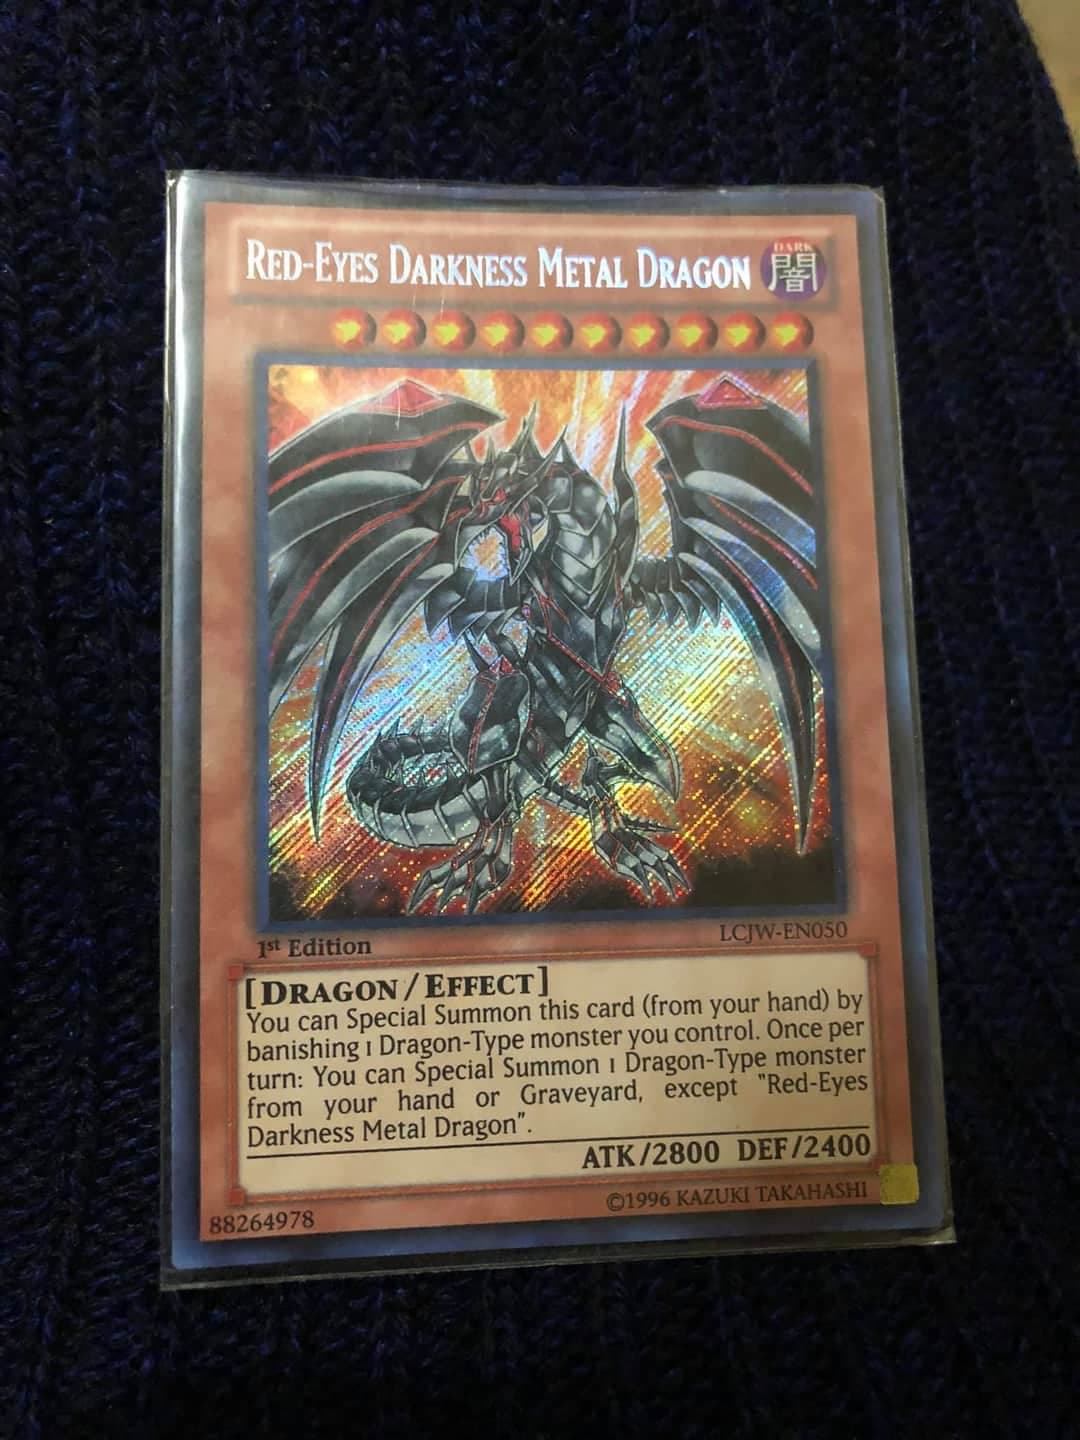 RED-EYES DARKNESS METAL DRAGON
DARK
闇
1st Edition
LCJW-EN050
[DRAGON/EFFECT]
You can Special Summon this card (from your hand) by
banishing 1 Dragon-Type monster you control. Once per
turn: You can Special Summon 1 Dragon-Type monster
from your hand or Graveyard, except "Red-Eyes
Darkness Metal Dragon".
ATK/2800 DEF/2400
88264978
©1996 KAZUKI TAKAHASHI